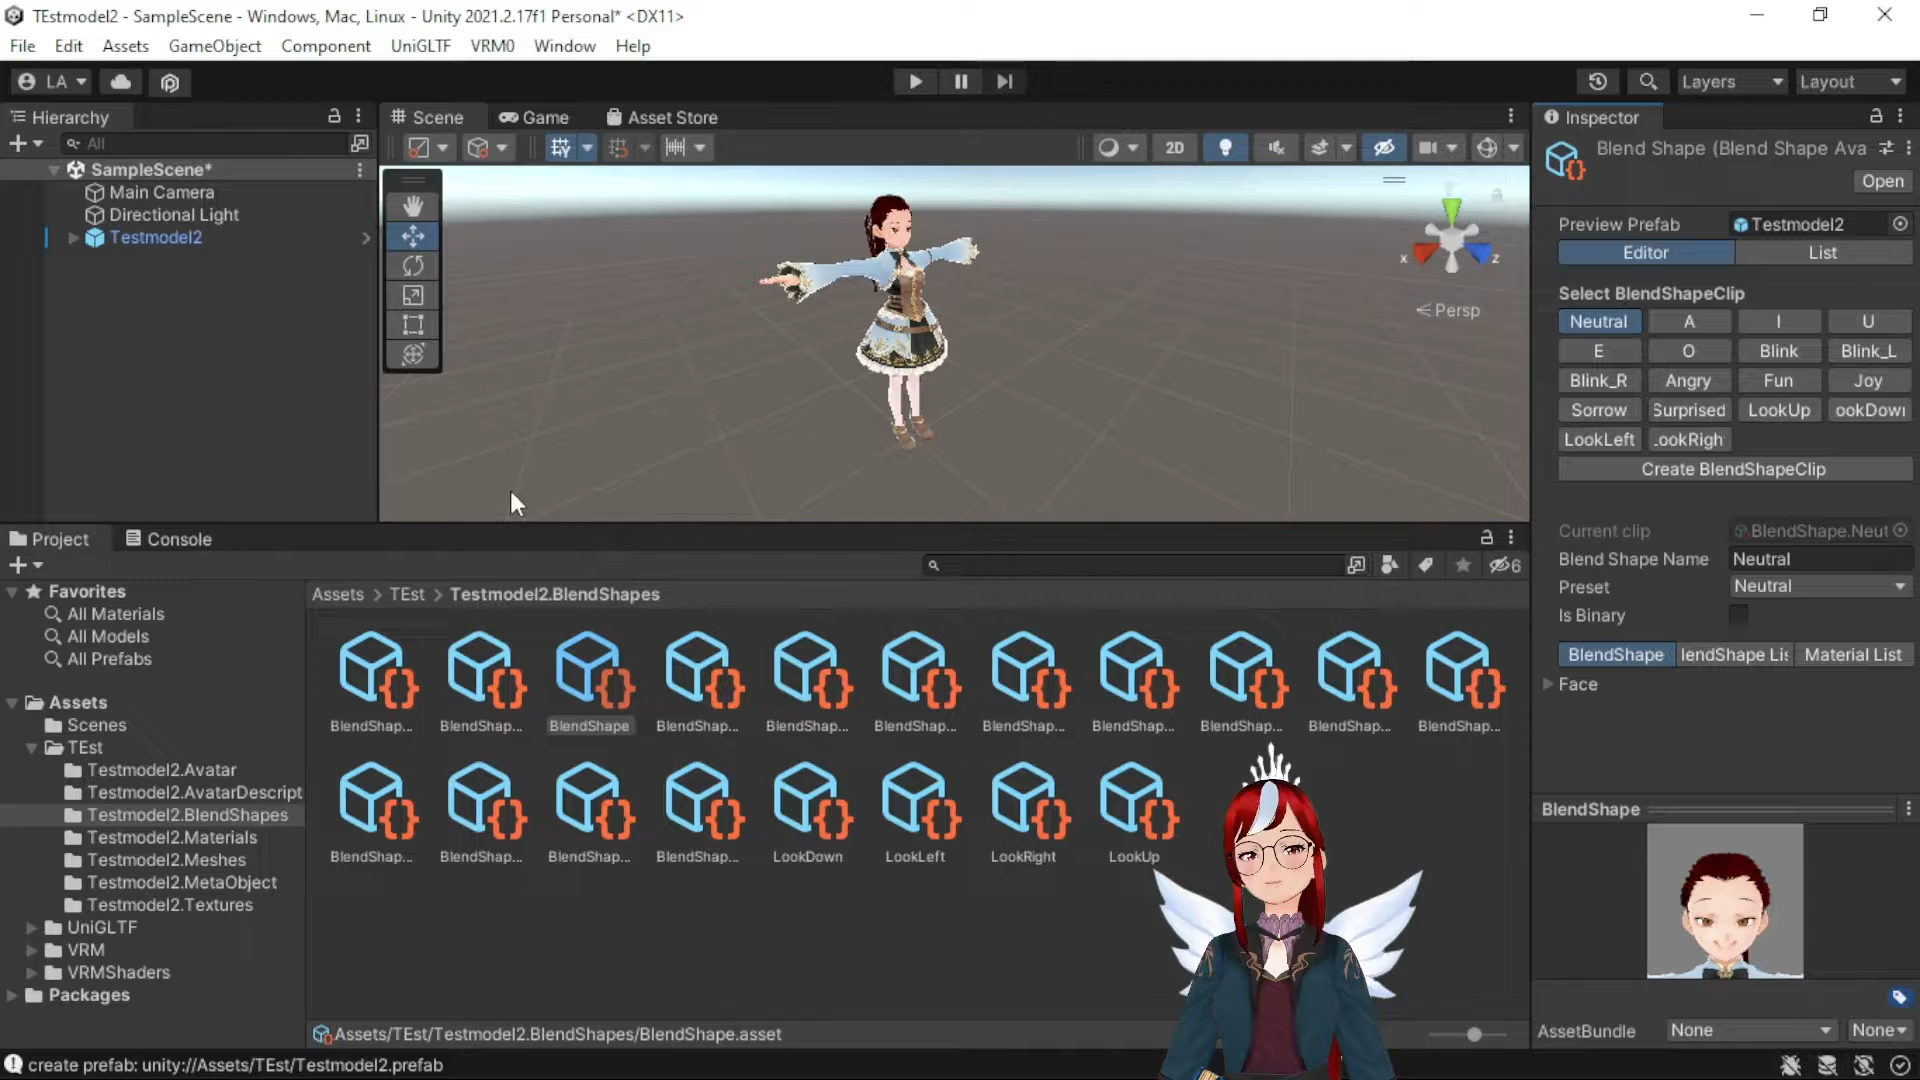 TEstmodel2 - SampleScene - Windows, Mac, Linux - Unity 2021.2.17f1 Personal* <DX11>
File Edit Assets GameObject Component UniGLTF VRM0 Window Help
LA Layers Layout
Hierarchy
All
SampleScene*
Main Camera
Directional Light
Testmodel2
Scene Game Asset Store
2D
x z
Persp
Inspector
Blend Shape (Blend Shape Ava
Open
Preview Prefab Testmodel2
Editor List
Select BlendShapeClip
Neutral A I U
E O Blink Blink_L
Blink_R Angry Fun Joy
Sorrow Surprised LookUp ookDow
LookLeft .ookRigh
Create BlendShapeClip
Current clip BlendShape.Neut
Blend Shape Name Neutral
Preset Neutral
Is Binary
BlendShape lendShape Lis Material List
Face
Project Console
6
Favorites
All Materials
All Models
All Prefabs
Assets
Scenes
TEst
Testmodel2.Avatar
Testmodel2.AvatarDescript
Testmodel2.BlendShapes
Testmodel2.Materials
Testmodel2.Meshes
Testmodel2.MetaObject
Testmodel2.Textures
UniGLTF
VRM
VRMShaders
Packages
Assets > TEst > Testmodel2.BlendShapes
BlendShap... BlendShap... BlendShape BlendShap... BlendShap... BlendShap... BlendShap... BlendShap... BlendShap... BlendShap... BlendShap...
BlendShap... BlendShap... BlendShap... BlendShap... LookDown LookLeft LookRight LookUp
Assets/TEst/Testmodel2.BlendShapes/BlendShape.asset
BlendShape
AssetBundle None None
create prefab: unity://Assets/TEst/Testmodel2.prefab